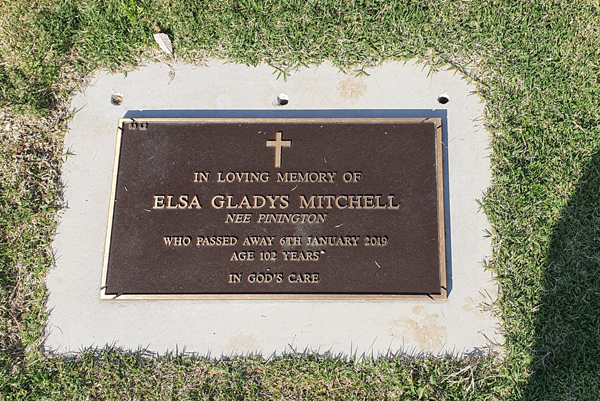 IN LOVING MEMORY OF
ELSA GLADYS MITCHELL
NEE PININGTON
WHO PASSED AWAY 6TH JANUARY 2019
AGE 102 YEARS
IN GOD'S CARE